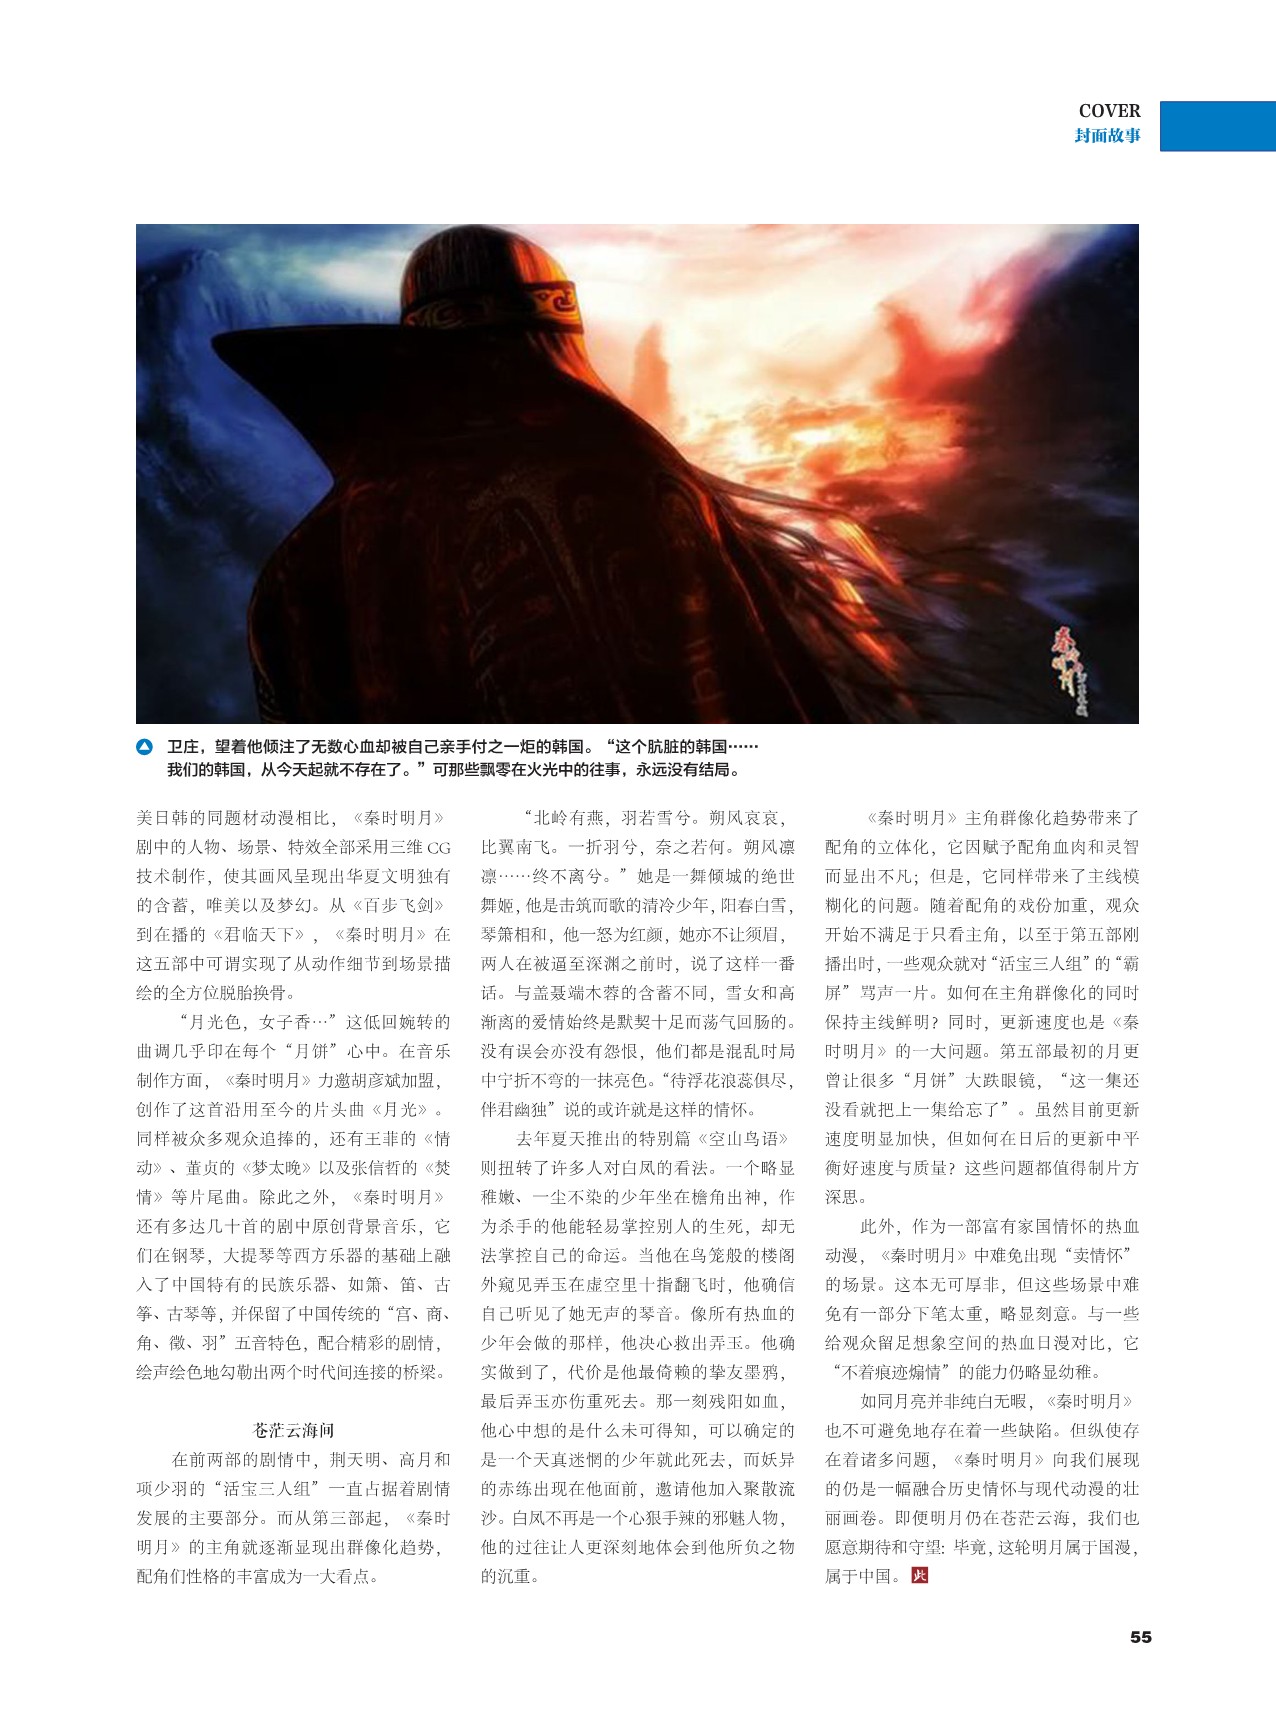 COVER
封面故事
卫庄，望着他倾注了无数心血却被自己亲手付之一炬的韩国。“这个肮脏的韩国……
我们的韩国，从今天起就不存在了。”可那些飘零在火光中的往事，永远没有结局。
美日韩的同题材动漫相比，《秦时明月》
剧中的人物、场景、特效全部采用三维 CG
技术制作，使其画风呈现出华夏文明独有
的含蓄，唯美以及梦幻。从《百步飞剑》
到在播的《君临天下》，《秦时明月》在
这五部中可谓实现了从动作细节到场景描
绘的全方位脱胎换骨。
“月光色，女子香…”这低回婉转的
曲调几乎印在每个“月饼”心中。在音乐
制作方面，《秦时明月》力邀胡彦斌加盟，
创作了这首沿用至今的片头曲《月光》。
同样被众多观众追捧的，还有王菲的《情
动》、董贞的《梦太晚》以及张信哲的《焚
情》等片尾曲。除此之外，《秦时明月》
还有多达几十首的剧中原创背景音乐，它
们在钢琴，大提琴等西方乐器的基础上融
入了中国特有的民族乐器、如箫、笛、古
筝、古琴等，并保留了中国传统的“宫、商、
角、徵、羽”五音特色，配合精彩的剧情，
绘声绘色地勾勒出两个时代间连接的桥梁。
苍茫云海间
在前两部的剧情中，荆天明、高月和
项少羽的“活宝三人组”一直占据着剧情
发展的主要部分。而从第三部起，《秦时
明月》的主角就逐渐显现出群像化趋势，
配角们性格的丰富成为一大看点。
“北岭有燕，羽若雪兮。朔风哀哀，
比翼南飞。一折羽兮，奈之若何。朔风凛
凛……终不离兮。”她是一舞倾城的绝世
舞姬，他是击筑而歌的清冷少年，阳春白雪，
琴箫相和，他一怒为红颜，她亦不让须眉，
两人在被逼至深渊之前时，说了这样一番
话。与盖聂端木蓉的含蓄不同，雪女和高
渐离的爱情始终是默契十足而荡气回肠的。
没有误会亦没有怨恨，他们都是混乱时局
中宁折不弯的一抹亮色。“待浮花浪蕊俱尽，
伴君幽独”说的或许就是这样的情怀。
去年夏天推出的特别篇《空山鸟语》
则扭转了许多人对白凤的看法。一个略显
稚嫩、一尘不染的少年坐在檐角出神，作
为杀手的他能轻易掌控别人的生死，却无
法掌控自己的命运。当他在鸟笼般的楼阁
外窥见弄玉在虚空里十指翻飞时，他确信
自己听见了她无声的琴音。像所有热血的
少年会做的那样，他决心救出弄玉。他确
实做到了，代价是他最倚赖的挚友墨鸦，
最后弄玉亦伤重死去。那一刻残阳如血，
他心中想的是什么未可得知，可以确定的
是一个天真迷惘的少年就此死去，而妖异
的赤练出现在他面前，邀请他加入聚散流
沙。白凤不再是一个心狠手辣的邪魅人物，
他的过往让人更深刻地体会到他所负之物
的沉重。
《秦时明月》主角群像化趋势带来了
配角的立体化，它因赋予配角血肉和灵智
而显出不凡；但是，它同样带来了主线模
糊化的问题。随着配角的戏份加重，观众
开始不满足于只看主角，以至于第五部刚
播出时，一些观众就对“活宝三人组”的“霸
屏”骂声一片。如何在主角群像化的同时
保持主线鲜明？同时，更新速度也是《秦
时明月》的一大问题。第五部最初的月更
曾让很多“月饼”大跌眼镜，“这一集还
没看就把上一集给忘了”。虽然目前更新
速度明显加快，但如何在日后的更新中平
衡好速度与质量？这些问题都值得制片方
深思。
此外，作为一部富有家国情怀的热血
动漫，《秦时明月》中难免出现“卖情怀”
的场景。这本无可厚非，但这些场景中难
免有一部分下笔太重，略显刻意。与一些
给观众留足想象空间的热血日漫对比，它
“不着痕迹煽情”的能力仍略显幼稚。
如同月亮并非纯白无暇，《秦时明月》
也不可避免地存在着一些缺陷。但纵使存
在着诸多问题，《秦时明月》向我们展现
的仍是一幅融合历史情怀与现代动漫的壮
丽画卷。即便明月仍在苍茫云海，我们也
愿意期待和守望：毕竟，这轮明月属于国漫，
属于中国。此
秦时明月
55